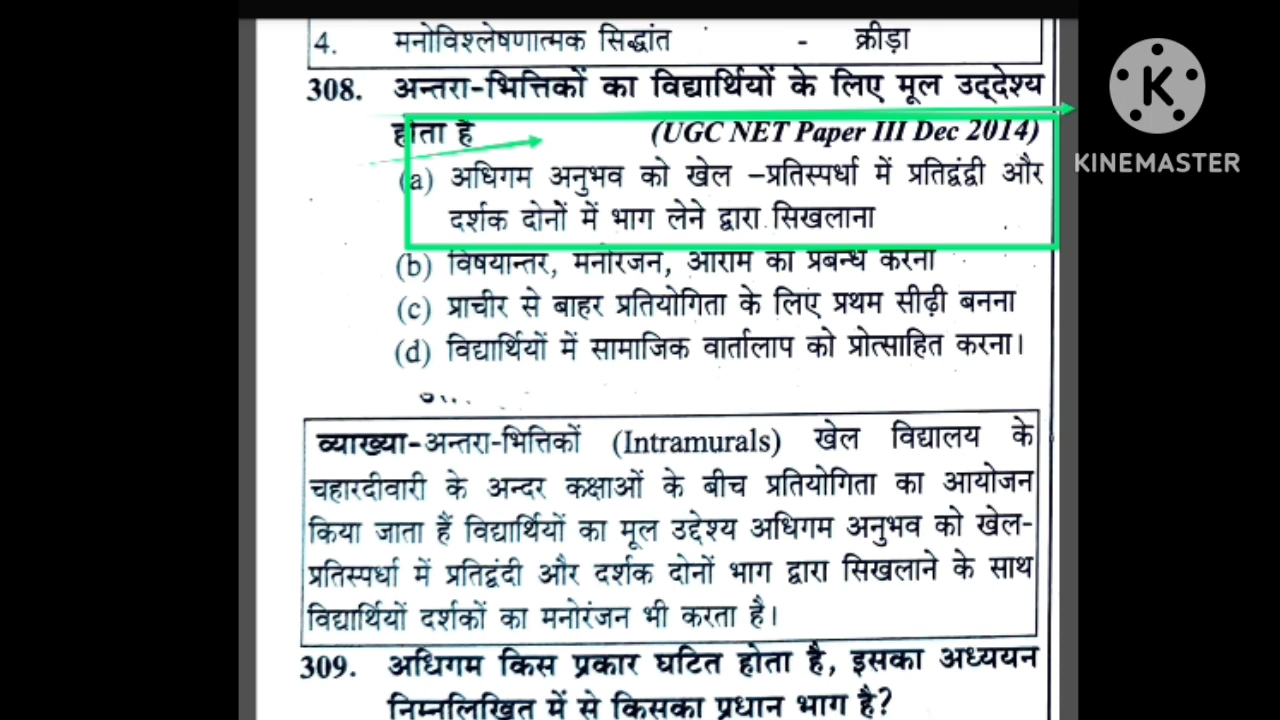 4. मनोविश्लेषणात्मक सिद्धांत - क्रीड़ा
308. अन्तरा-भित्तिकों का विद्यार्थियों के लिए मूल उद्देश्य
होता है (UGC NET Paper III Dec 2014)
(a) अधिगम अनुभव को खेल –प्रतिस्पर्धा में प्रतिद्वंद्वी और
दर्शक दोनों में भाग लेने द्वारा सिखलाना
(b) विषयान्तर, मनोरंजन, आराम का प्रबन्ध करना
(c) प्राचीर से बाहर प्रतियोगिता के लिए प्रथम सीढ़ी बनना
(d) विद्यार्थियों में सामाजिक वार्तालाप को प्रोत्साहित करना।
व्याख्या-अन्तरा-भित्तिकों (Intramurals) खेल विद्यालय के
चहारदीवारी के अन्दर कक्षाओं के बीच प्रतियोगिता का आयोजन
किया जाता हैं विद्यार्थियों का मूल उद्देश्य अधिगम अनुभव को खेल-
प्रतिस्पर्धा में प्रतिद्वंदी और दर्शक दोनों भाग द्वारा सिखलाने के साथ
विद्यार्थियों दर्शकों का मनोरंजन भी करता है।
309. अधिगम किस प्रकार घटित होता है, इसका अध्ययन
निम्नलिखित में से किसका प्रधान भाग है?
K
KINEMASTER